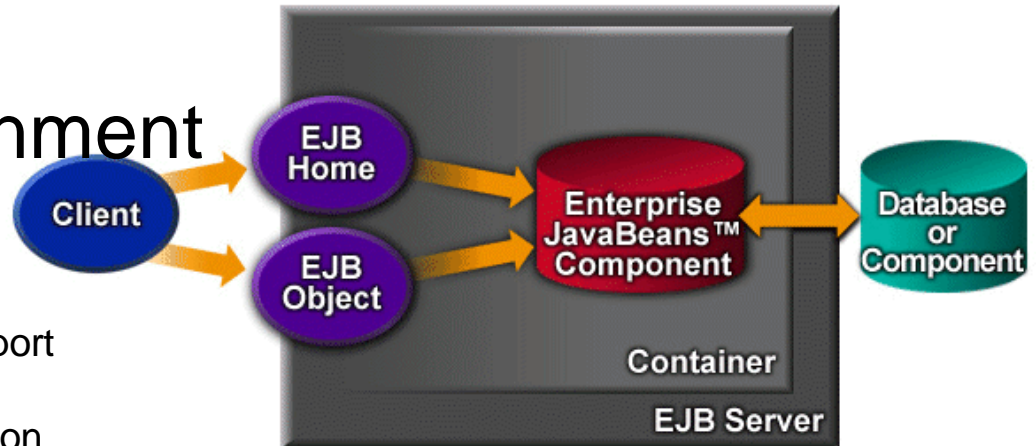 nment
Client
EJB
Home
EJB
Object
Enterprise
JavaBeans™
Component
Database
or
Component
port
on
Container
EJB Server